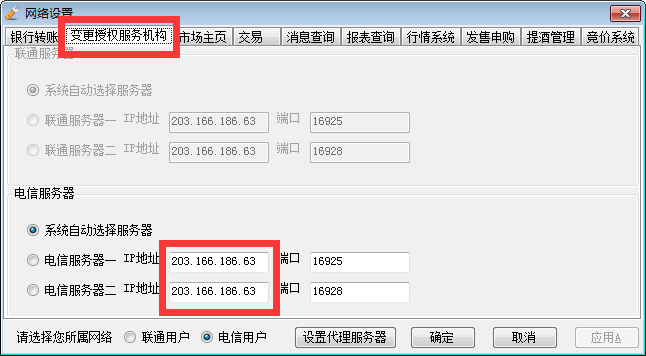 网络设置
银行转账 变更授权服务机构 市场主页 交易 消息查询 报表查询 行情系统 发售申购 提酒管理 竞价系统
联通服务器
系统自动选择服务器
联通服务器一 IP地址 203.166.186.63 端口 16925
联通服务器二 IP地址 203.166.186.63 端口 16928
电信服务器
系统自动选择服务器
电信服务器一 IP地址 203.166.186.63 端口 16925
电信服务器二 IP地址 203.166.186.63 端口 16928
请选择您所属网络 联通用户 电信用户 设置代理服务器 确定 取消 应用A